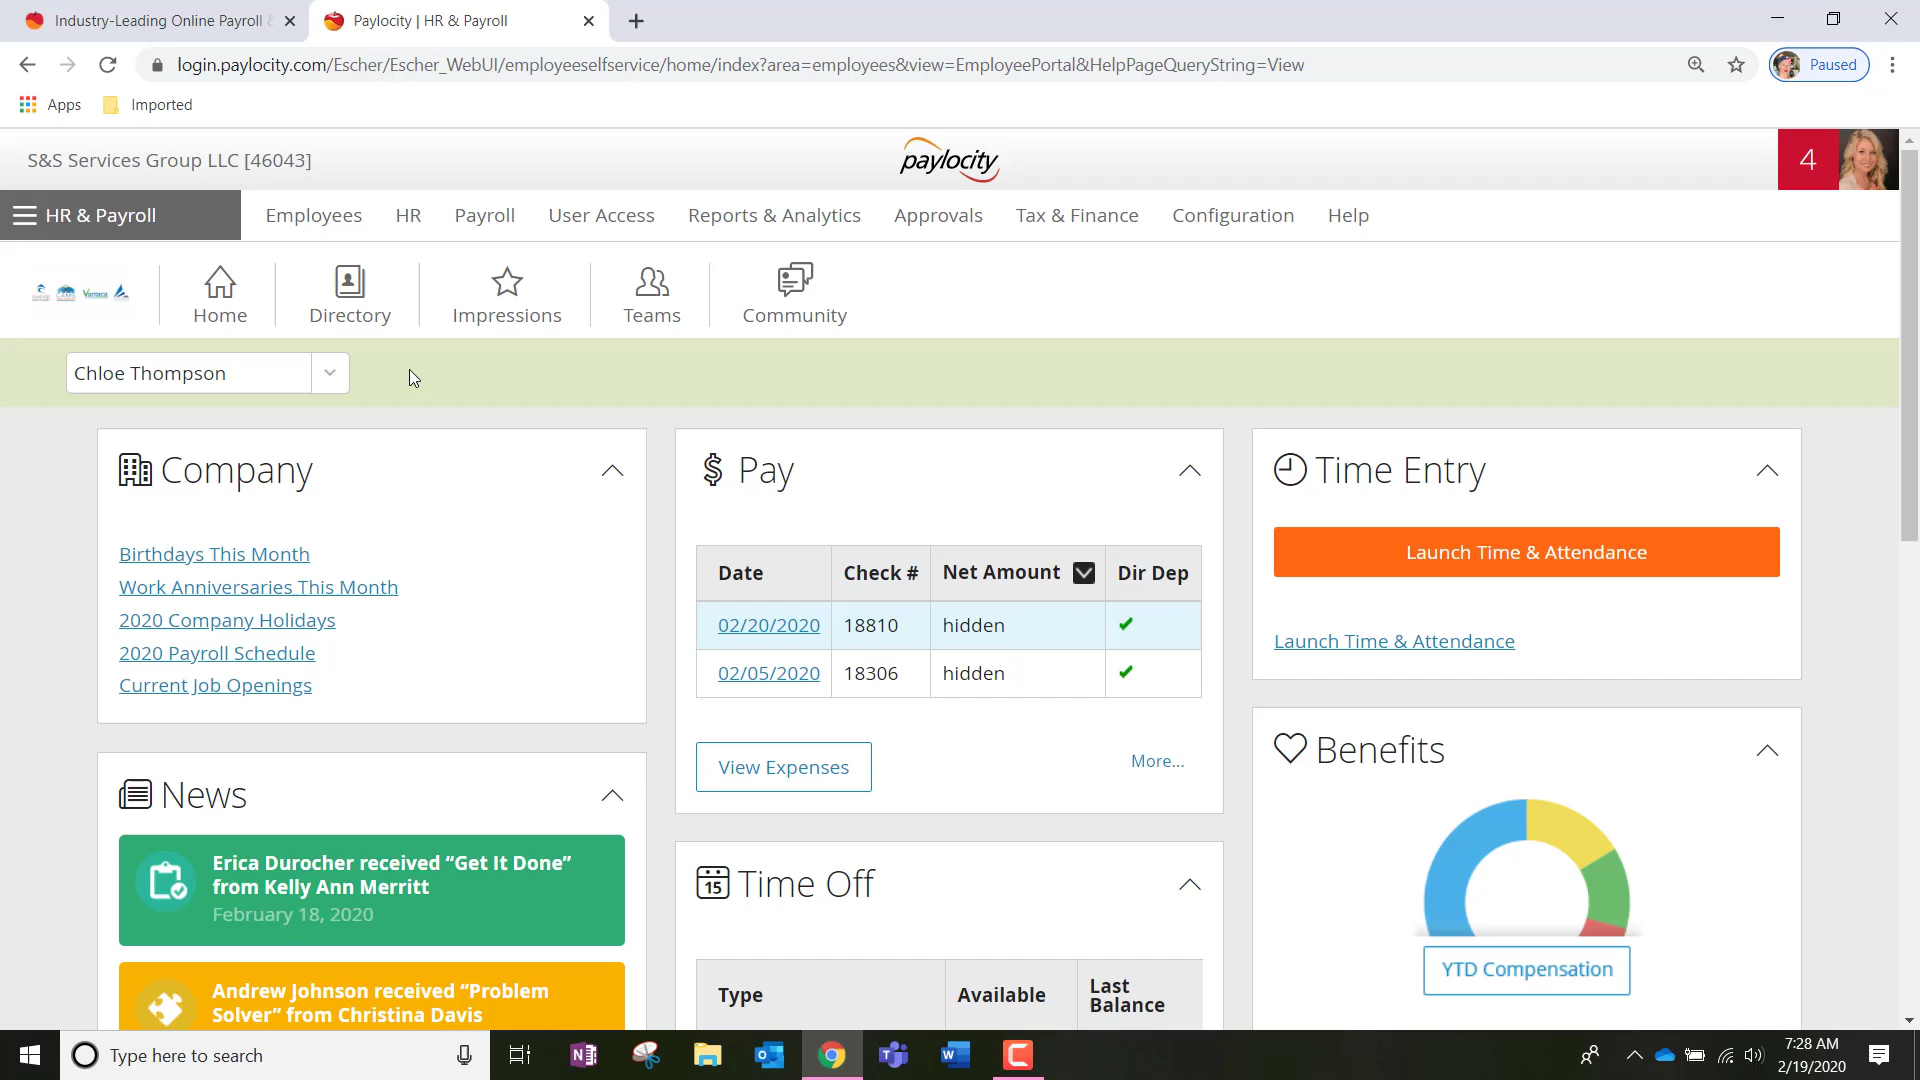 Industry-Leading Online Payroll &
Paylocity | HR & Payroll
login.paylocity.com/Escher/Escher_WebUI/employeeselfservice/home/index?area=employees&view=EmployeePortal&HelpPageQueryString=View
Paused
Apps
Imported
S&S Services Group LLC [46043]
paylocity
4
HR & Payroll
Employees
HR
Payroll
User Access
Reports & Analytics
Approvals
Tax & Finance
Configuration
Help
Vantaca
Home
Directory
Impressions
Teams
Community
Chloe Thompson
Company
Birthdays This Month
Work Anniversaries This Month
2020 Company Holidays
2020 Payroll Schedule
Current Job Openings
News
Erica Durocher received “Get It Done”
from Kelly Ann Merritt
February 18, 2020
Andrew Johnson received “Problem
Solver” from Christina Davis
Pay
Date Check # Net Amount Dir Dep
02/20/2020 18810 hidden
02/05/2020 18306 hidden
View Expenses
More...
15
Time Off
Type Available Last
Balance
Time Entry
Launch Time & Attendance
Launch Time & Attendance
Benefits
YTD Compensation
Type here to search
7:28 AM
2/19/2020